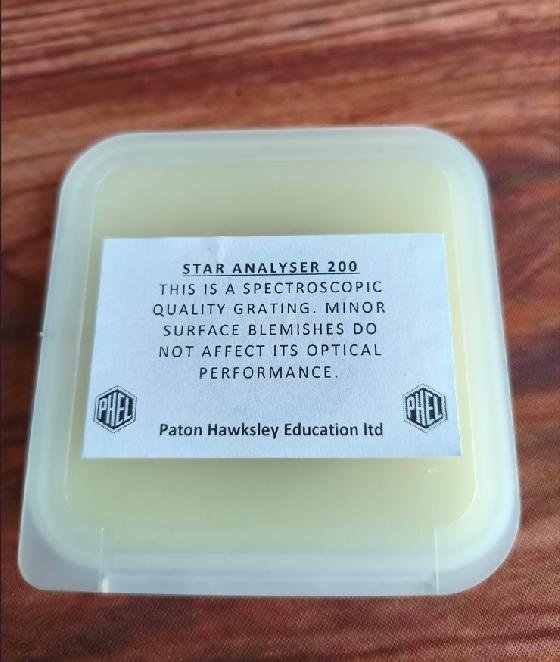 STAR ANALYSER 200
THIS IS A SPECTROSCOPIC
QUALITY GRATING. MINOR
SURFACE BLEMISHES DO
NOT AFFECT ITS OPTICAL
PERFORMANCE.
PHEL PHEL
Paton Hawksley Education ltd